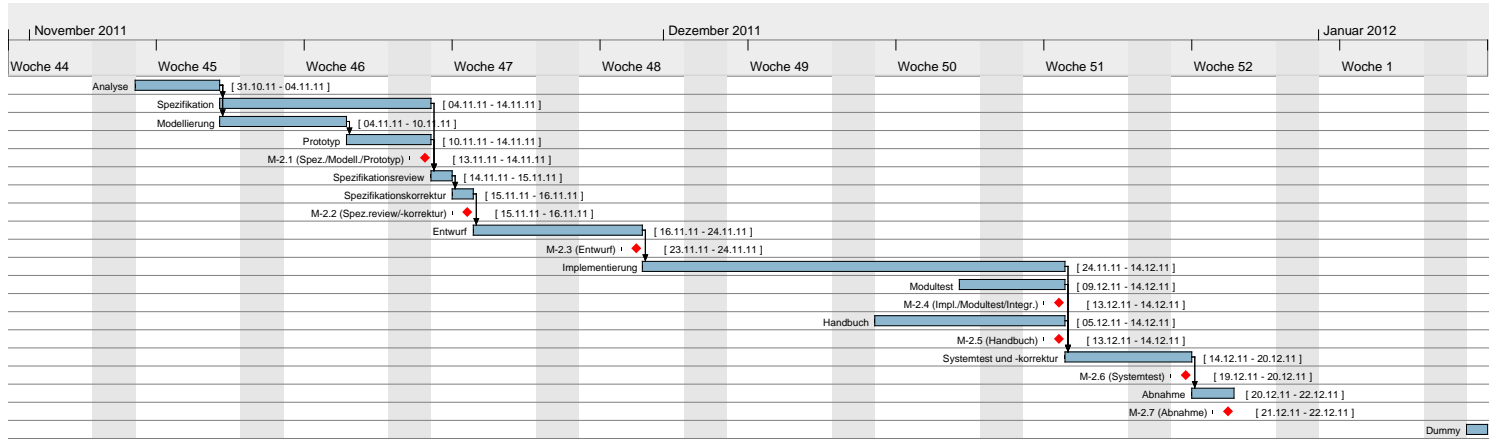 November 2011 Dezember 2011 Januar 2012
Woche 44 Woche 45 Woche 46 Woche 47 Woche 48 Woche 49 Woche 50 Woche 51 Woche 52 Woche 1
Analyse [ 31.10.11 - 04.11.11 ]
Spezifikation [ 04.11.11 - 14.11.11 ]
Modellierung [ 04.11.11 - 10.11.11 ]
Prototyp [ 10.11.11 - 14.11.11 ]
M-2.1 (Spez./Modell./Prototyp) [ 13.11.11 - 14.11.11 ]
Spezifikationsreview [ 14.11.11 - 15.11.11 ]
Spezifikationskorrektur [ 15.11.11 - 16.11.11 ]
M-2.2 (Spez.review/-korrektur) [ 15.11.11 - 16.11.11 ]
Entwurf [ 16.11.11 - 24.11.11 ]
M-2.3 (Entwurf) [ 23.11.11 - 24.11.11 ]
Implementierung [ 24.11.11 - 14.12.11 ]
Modultest [ 09.12.11 - 14.12.11 ]
M-2.4 (Impl./Modultest/Integr.) [ 13.12.11 - 14.12.11 ]
Handbuch [ 05.12.11 - 14.12.11 ]
M-2.5 (Handbuch) [ 13.12.11 - 14.12.11 ]
Systemtest und -korrektur [ 14.12.11 - 20.12.11 ]
M-2.6 (Systemtest) [ 19.12.11 - 20.12.11 ]
Abnahme [ 20.12.11 - 22.12.11 ]
M-2.7 (Abnahme) [ 21.12.11 - 22.12.11 ]
Dummy